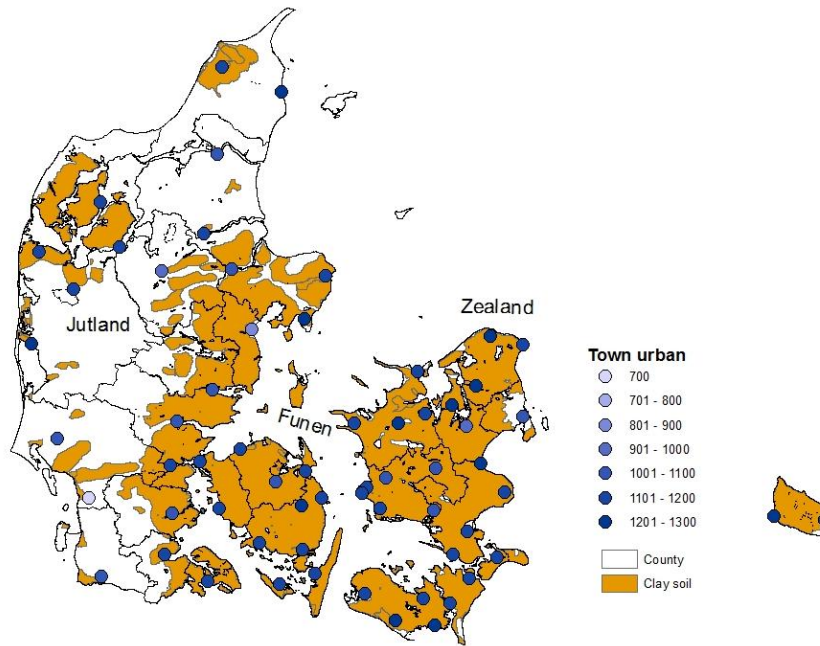 Zealand
Jutland
Funen
Town urban
700
701 - 800
801 - 900
901 - 1000
1001 - 1100
1101 - 1200
1201 - 1300
County
Clay soil